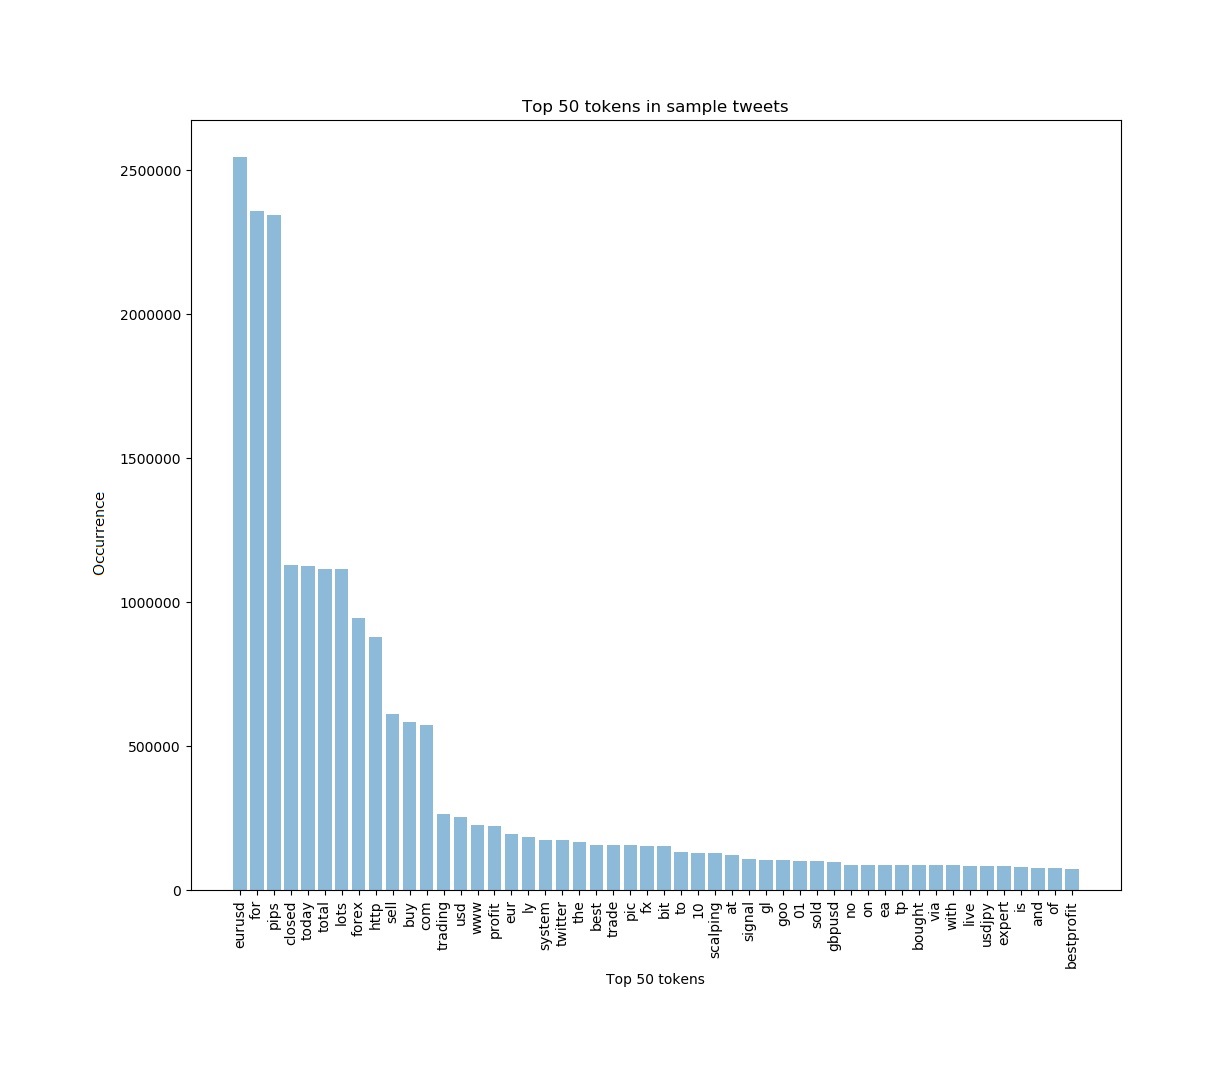 Top 50 tokens in sample tweets
2500000
2000000
1500000
1000000
500000
0
Occurrence
eurusd
for
pips
closed
today
total
lots
forex
http
sell
buy
com
trading
usd
www
profit
eur
ly
system
twitter
the
best
trade
pic
fx
bit
to
10
scalping
at
signal
gl
goo
01
sold
gbpusd
no
on
ea
tp
bought
via
with
live
usdjpy
expert
is
and
of
bestprofit
Top 50 tokens